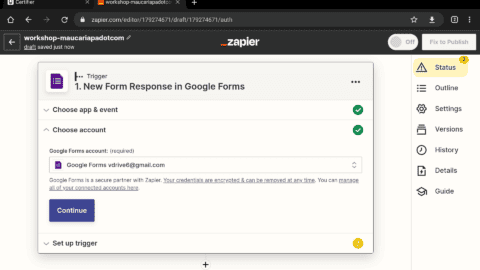 Certifier
workshop-maucariapadotcom
zapier.com/editor/179274671/draft/179274671/auth
workshop-maucariapadotcom
draft saved just now
_zapier
Off
Fix to Publish
Trigger
1. New Form Response in Google Forms
Choose app & event
Choose account
Google Forms account: (required)
Google Forms vdrive6@gmail.com
Google Forms is a secure partner with Zapier. Your credentials are encrypted & can be removed at any time. You can manage
all of your connected accounts here.
Continue
Set up trigger
Status
Outline
Settings
Versions
History
Details
Guide